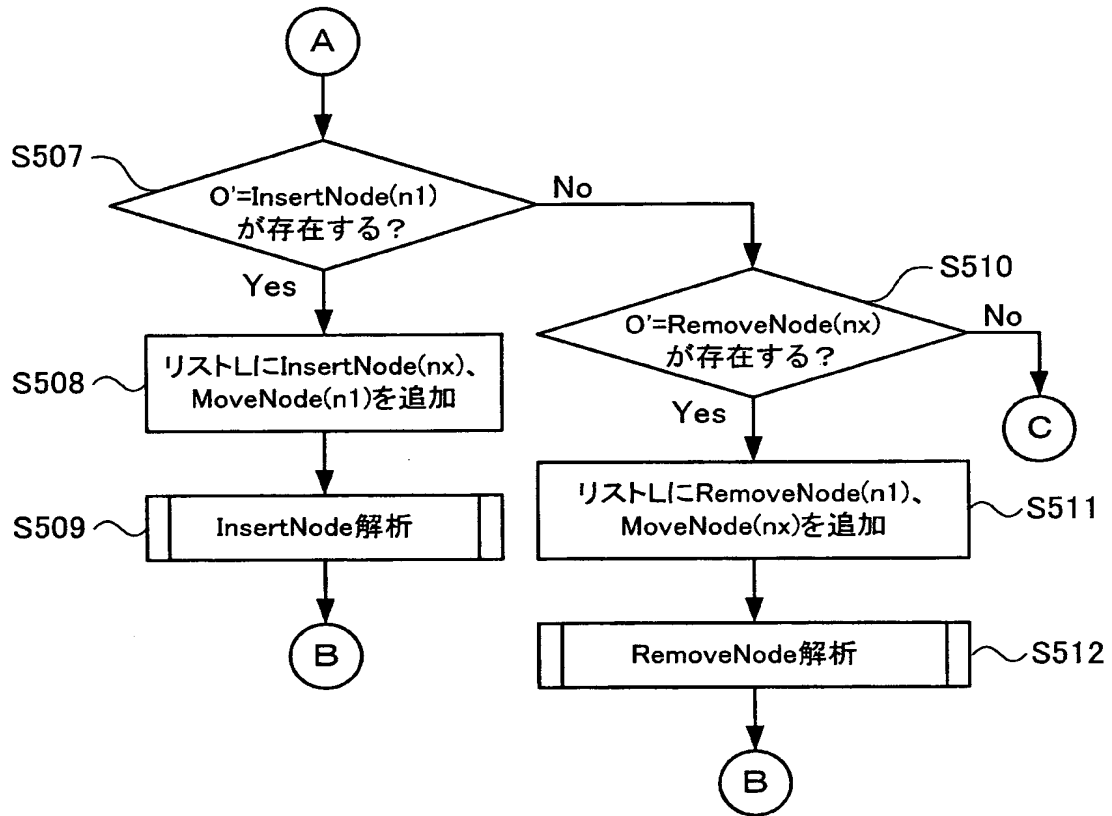 A
S507
O'=InsertNode(n1)
が存在する?
No
Yes
S510
O'=RemoveNode(nx)
が存在する?
No
Yes
C
S508
リストLにInsertNode(nx)、
MoveNode(n1)を追加
S509
InsertNode解析
B
リストLにRemoveNode(n1)、
MoveNode(nx)を追加
S511
RemoveNode解析
S512
B